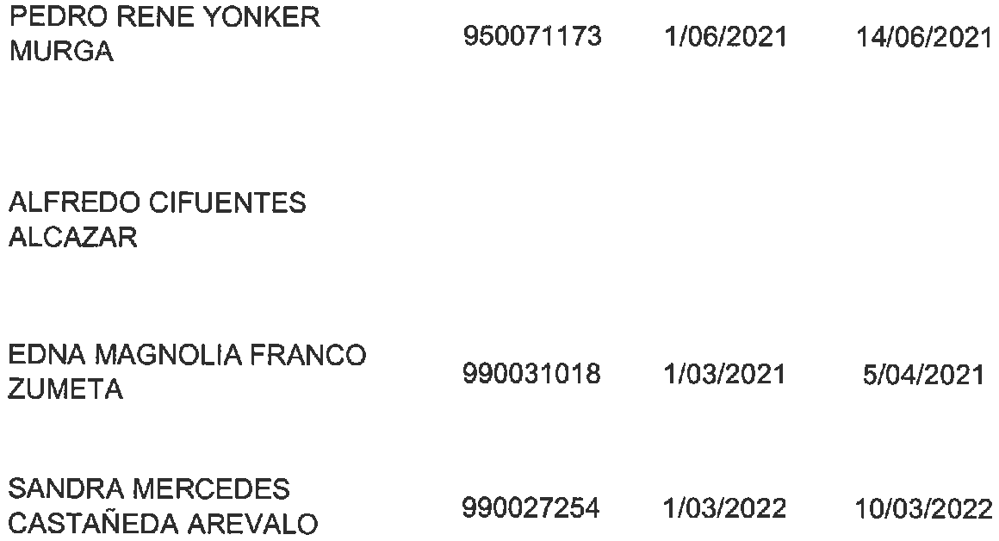 PEDRO RENE YONKER
MURGA
950071173 1/06/2021 14/06/2021
ALFREDO CIFUENTES
ALCAZAR
EDNA MAGNOLIA FRANCO
ZUMETA
990031018 1/03/2021 5/04/2021
SANDRA MERCEDES
CASTAÑEDA AREVALO
990027254 1/03/2022 10/03/2022